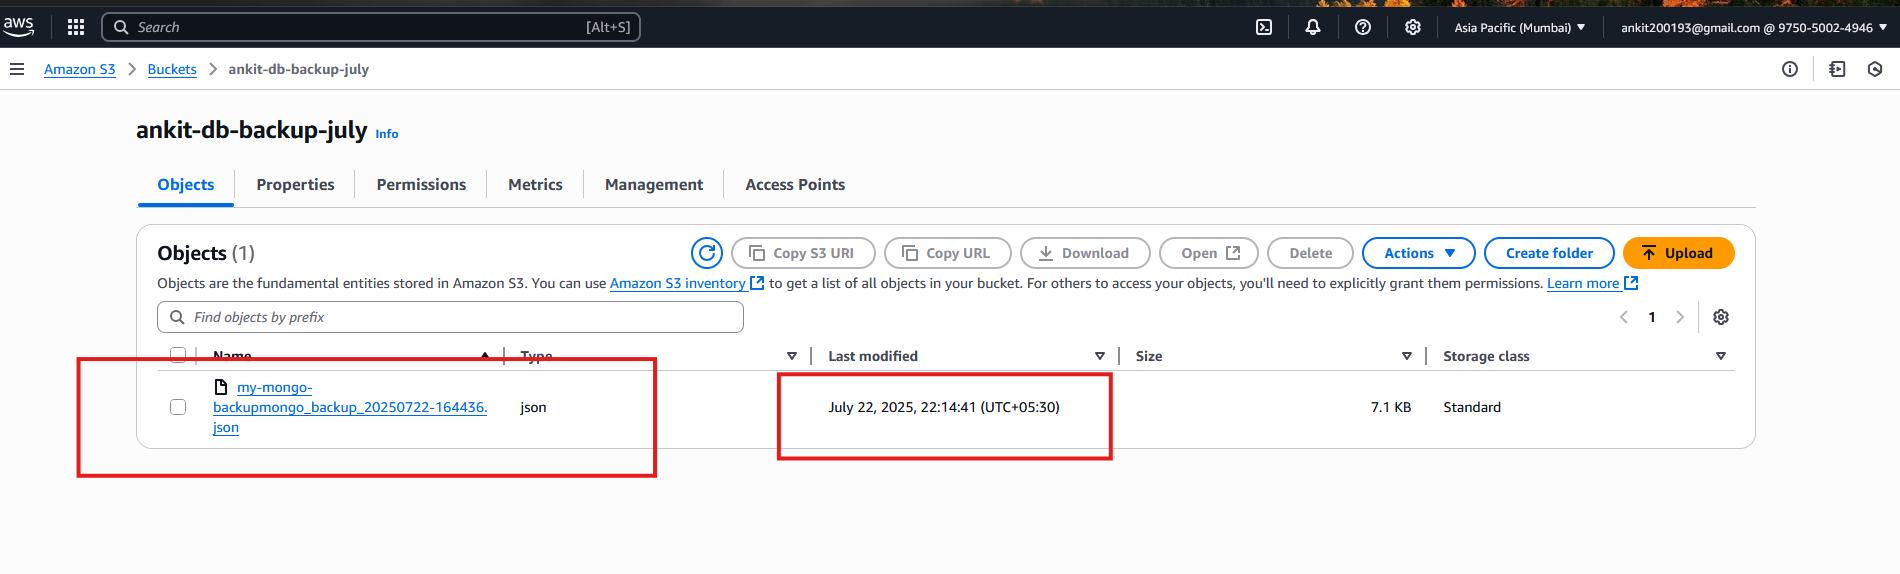 aws
Search [Alt+S] Asia Pacific (Mumbai) ankit200193@gmail.com @ 9750-5002-4946
Amazon S3 Buckets ankit-db-backup-july
ankit-db-backup-july Info
Objects Properties Permissions Metrics Management Access Points
Objects (1) Copy S3 URI Copy URL Download Open Delete Actions Create folder Upload
Objects are the fundamental entities stored in Amazon S3. You can use Amazon S3 inventory to get a list of all objects in your bucket. For others to access your objects, you'll need to explicitly grant them permissions. Learn more
Find objects by prefix 1
Name Type Last modified Size Storage class
my-mongo-
backupmongo_backup_20250722-164436. json July 22, 2025, 22:14:41 (UTC+05:30) 7.1 KB Standard
json